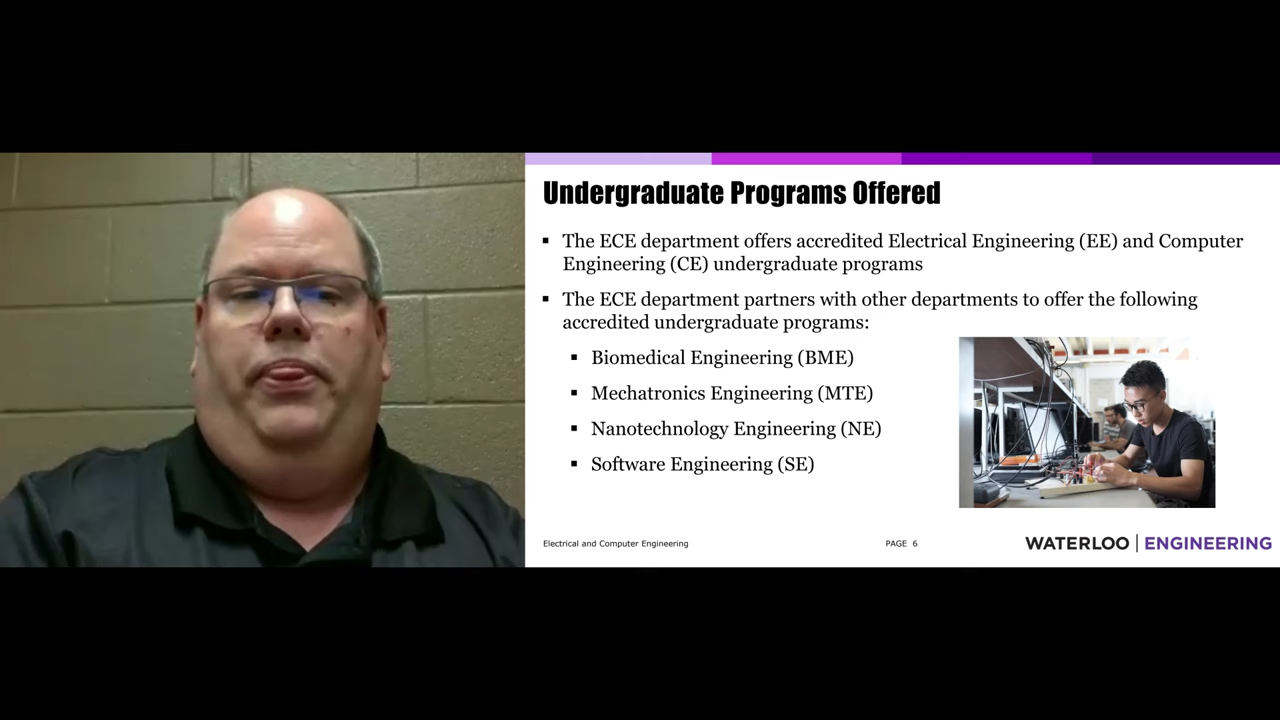 Undergraduate Programs Offered
▪ The ECE department offers accredited Electrical Engineering (EE) and Computer
Engineering (CE) undergraduate programs
▪ The ECE department partners with other departments to offer the following
accredited undergraduate programs:
▪ Biomedical Engineering (BME)
▪ Mechatronics Engineering (MTE)
▪ Nanotechnology Engineering (NE)
▪ Software Engineering (SE)
Electrical and Computer Engineering PAGE 6 WATERLOO | ENGINEERING